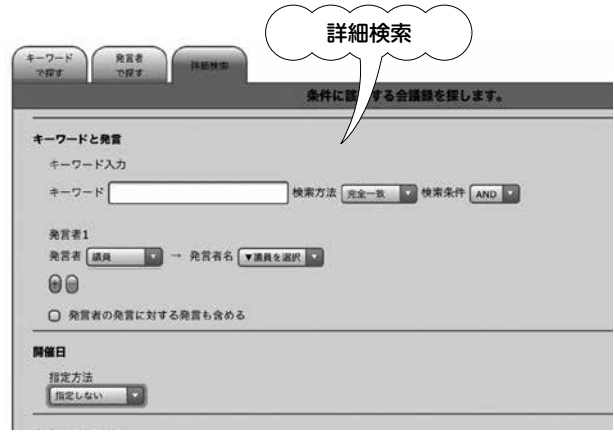 詳細検索
キーワード
で探す
発言者
で探す
詳細検索
条件に該当する会議録を探します。
キーワードと発言
キーワード入力
キーワード 検索方法 完全一致 検索条件 AND
発言者1
発言者 議員 → 発言者名 ▼議員を選択
発言者の発言に対する発言も含める
開催日
指定方法
指定しない